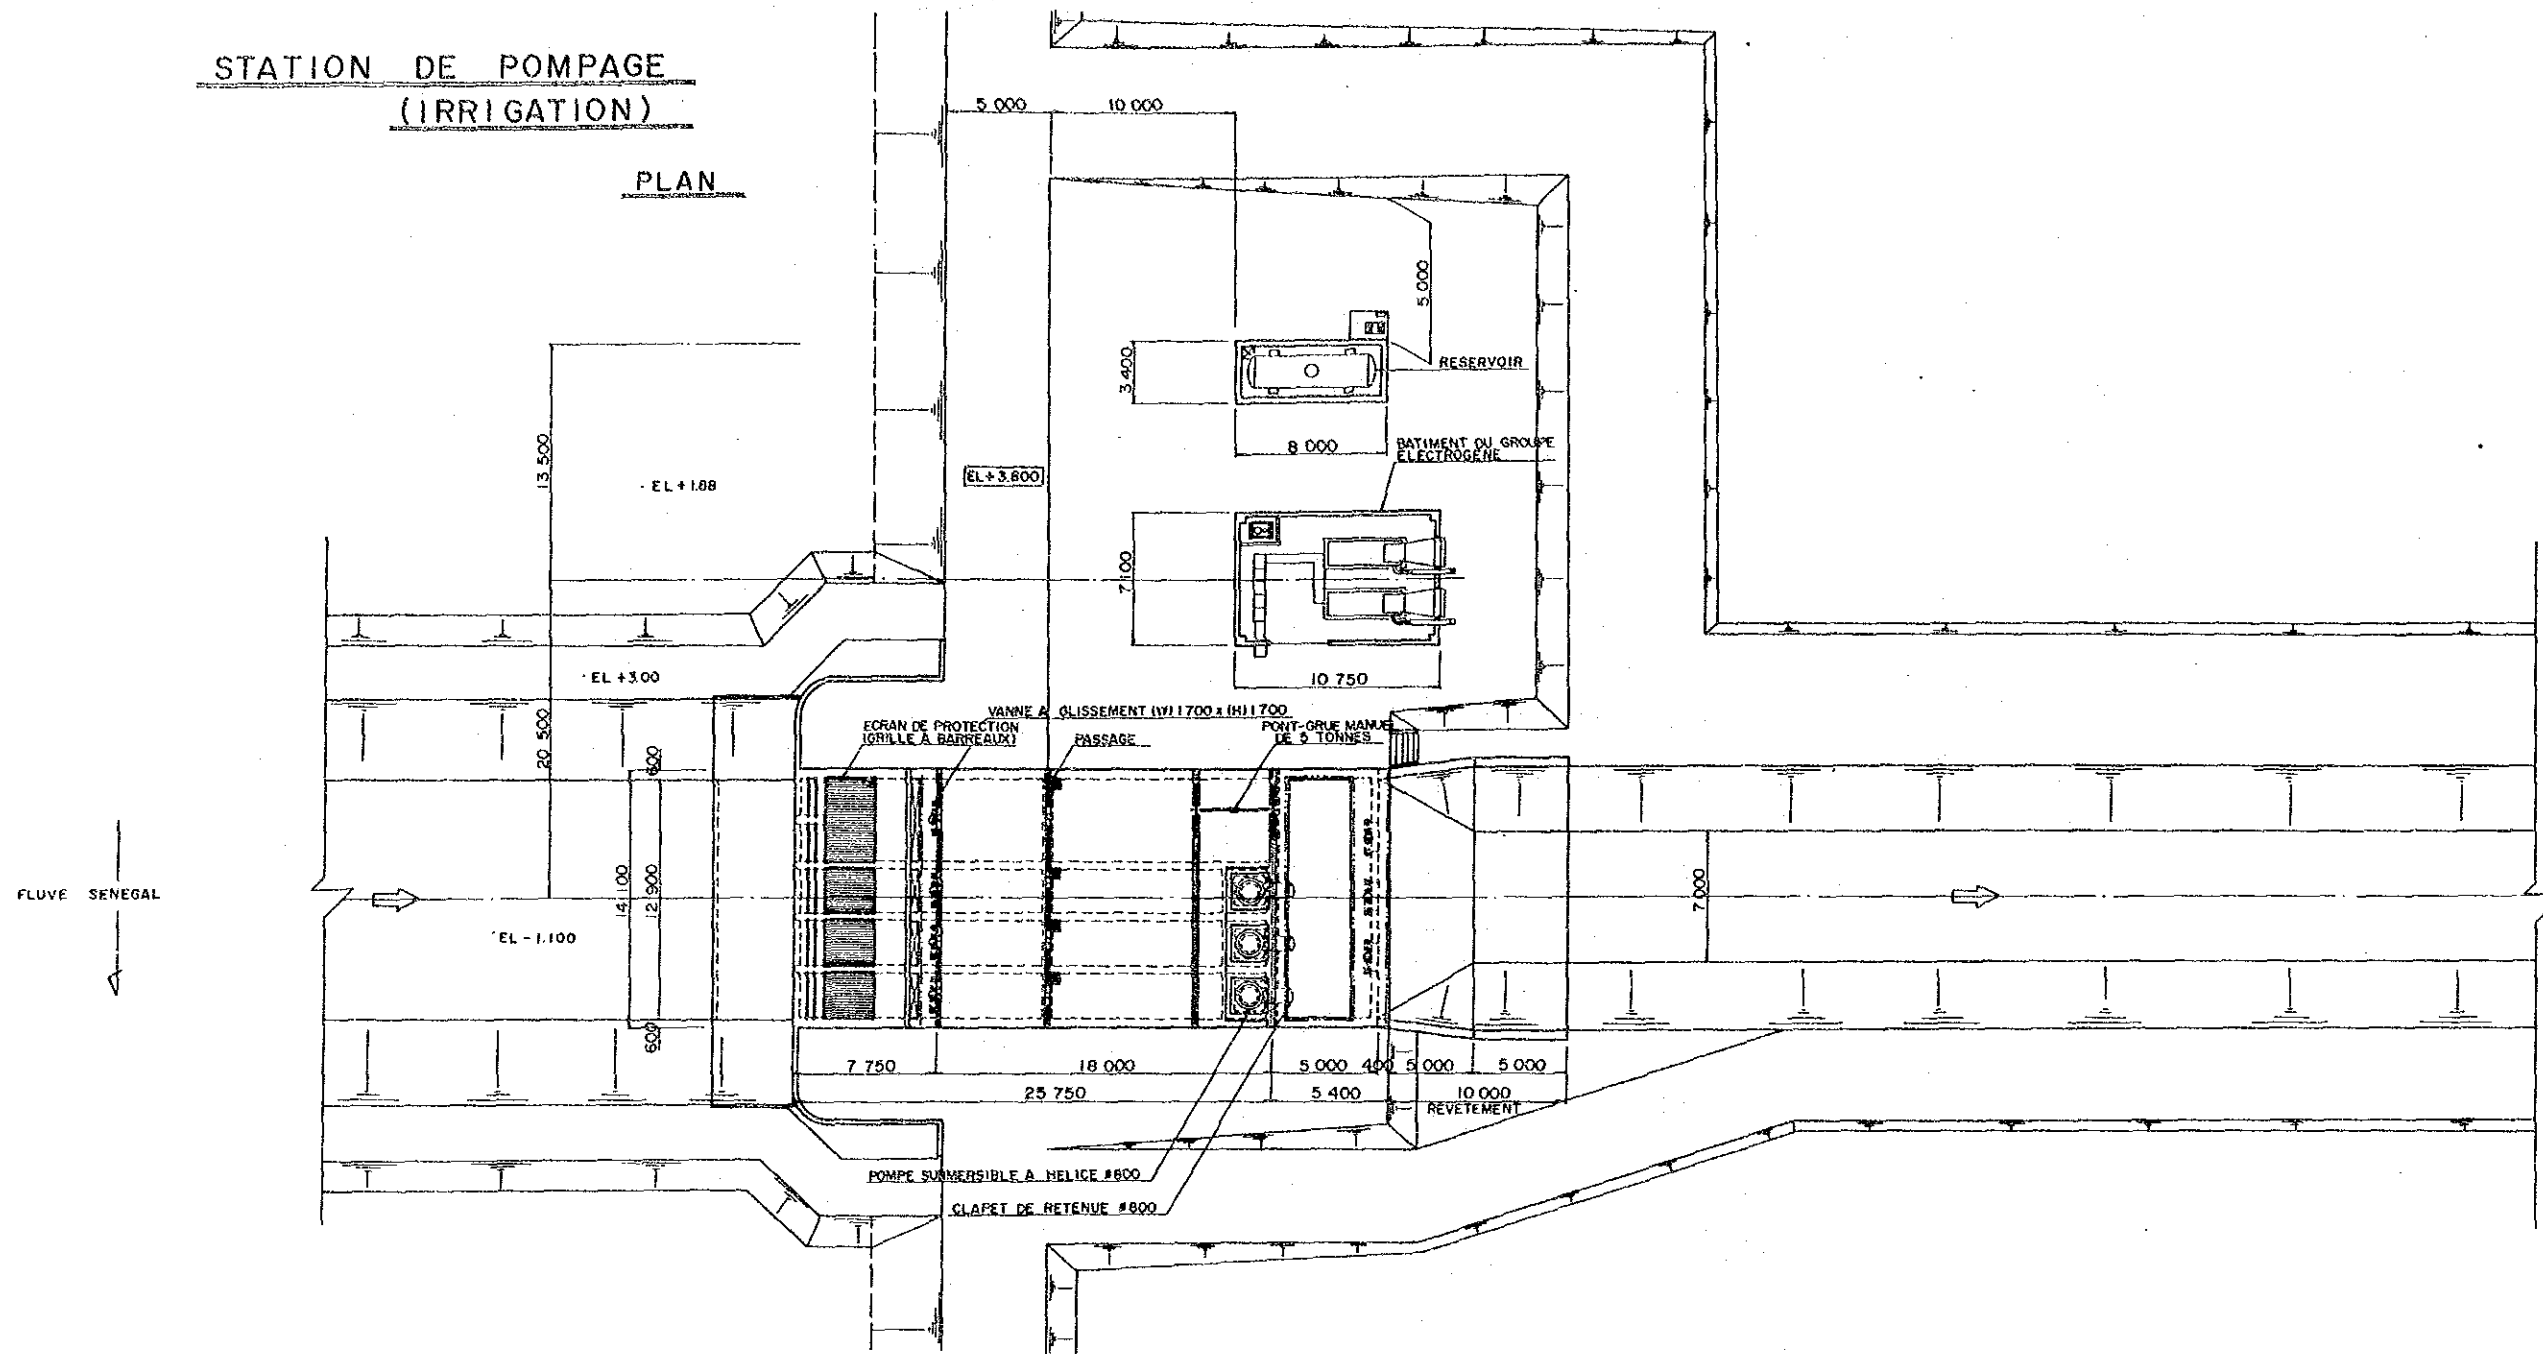 STATION DE POMPAGE
(IRRIGATION)
PLAN
5 000
10 000
5 000
3 400
RESERVOIR
8 000
BATIMENT DU GROUPE
ELECTROGENE
13 500
EL + 1.88
EL+3.800
7 100
10 750
EL +3.00
20 500
VANNE A GLISSEMENT (W) 1700 x (H) 1700
ECRAN DE PROTECTION
(GRILLE A BARREAUX)
PASSAGE
PONT-GRUE MANUE
DE 5 TONNES
600
14 100
12 900
600
7 000
FLUVE SENEGAL
EL - 1.100
7 750
18 000
5 000
400
5 000
5 000
25 750
5 400
10 000
REVETEMENT
POMPE SUBMERSIBLE A HELICE ø800
CLAPET DE RETENUE ø800